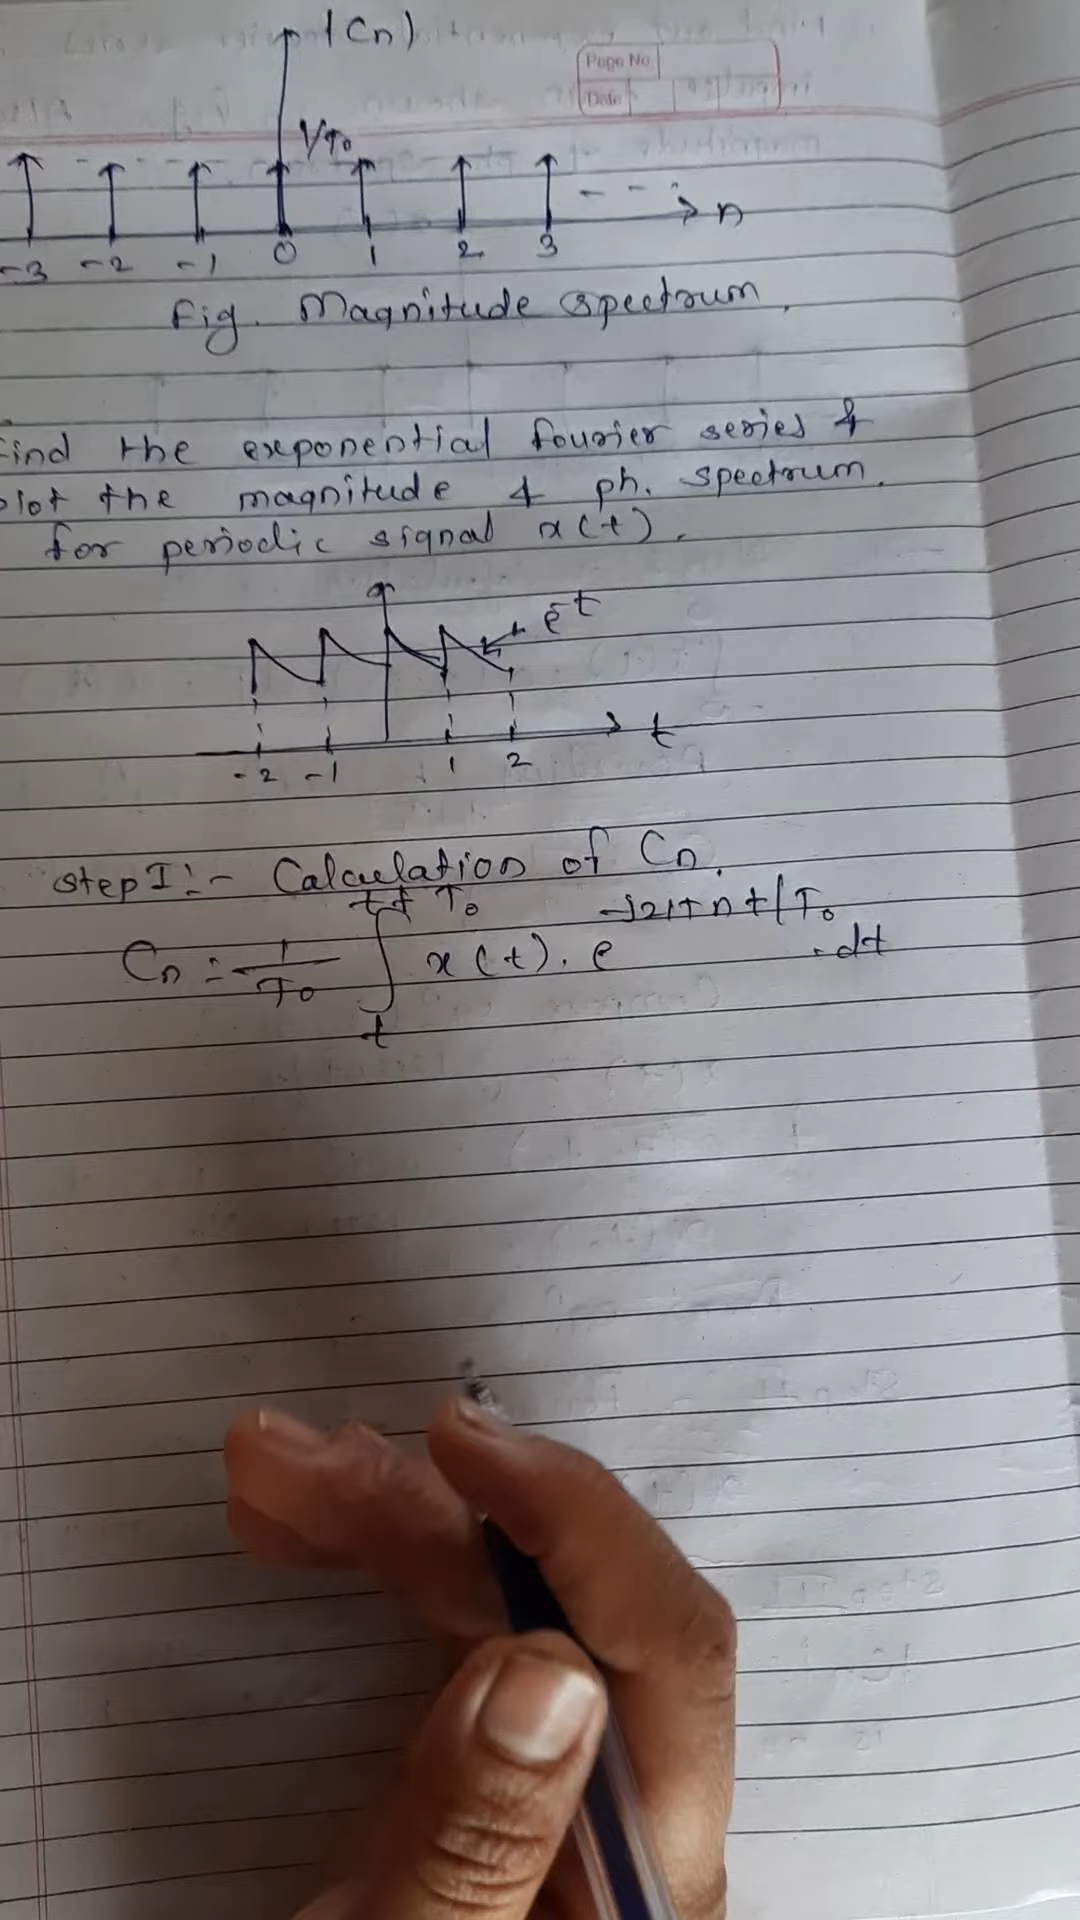 |Cn|
Page No
Date
1/T₀
n
-3 -2 -1 0 1 2 3
Fig. Magnitude spectrum.
Find the exponential fourier series &
plot the magnitude & ph. spectrum.
for periodic signal x(t).
e⁻ᵗ
t
-2 -1 1 2
Step I :- Calculation of Cn.
Cn = 1/T₀ ∫ₜᵗ⁺ᵀ₀ x(t). e^-j2πnt/T₀ .dt